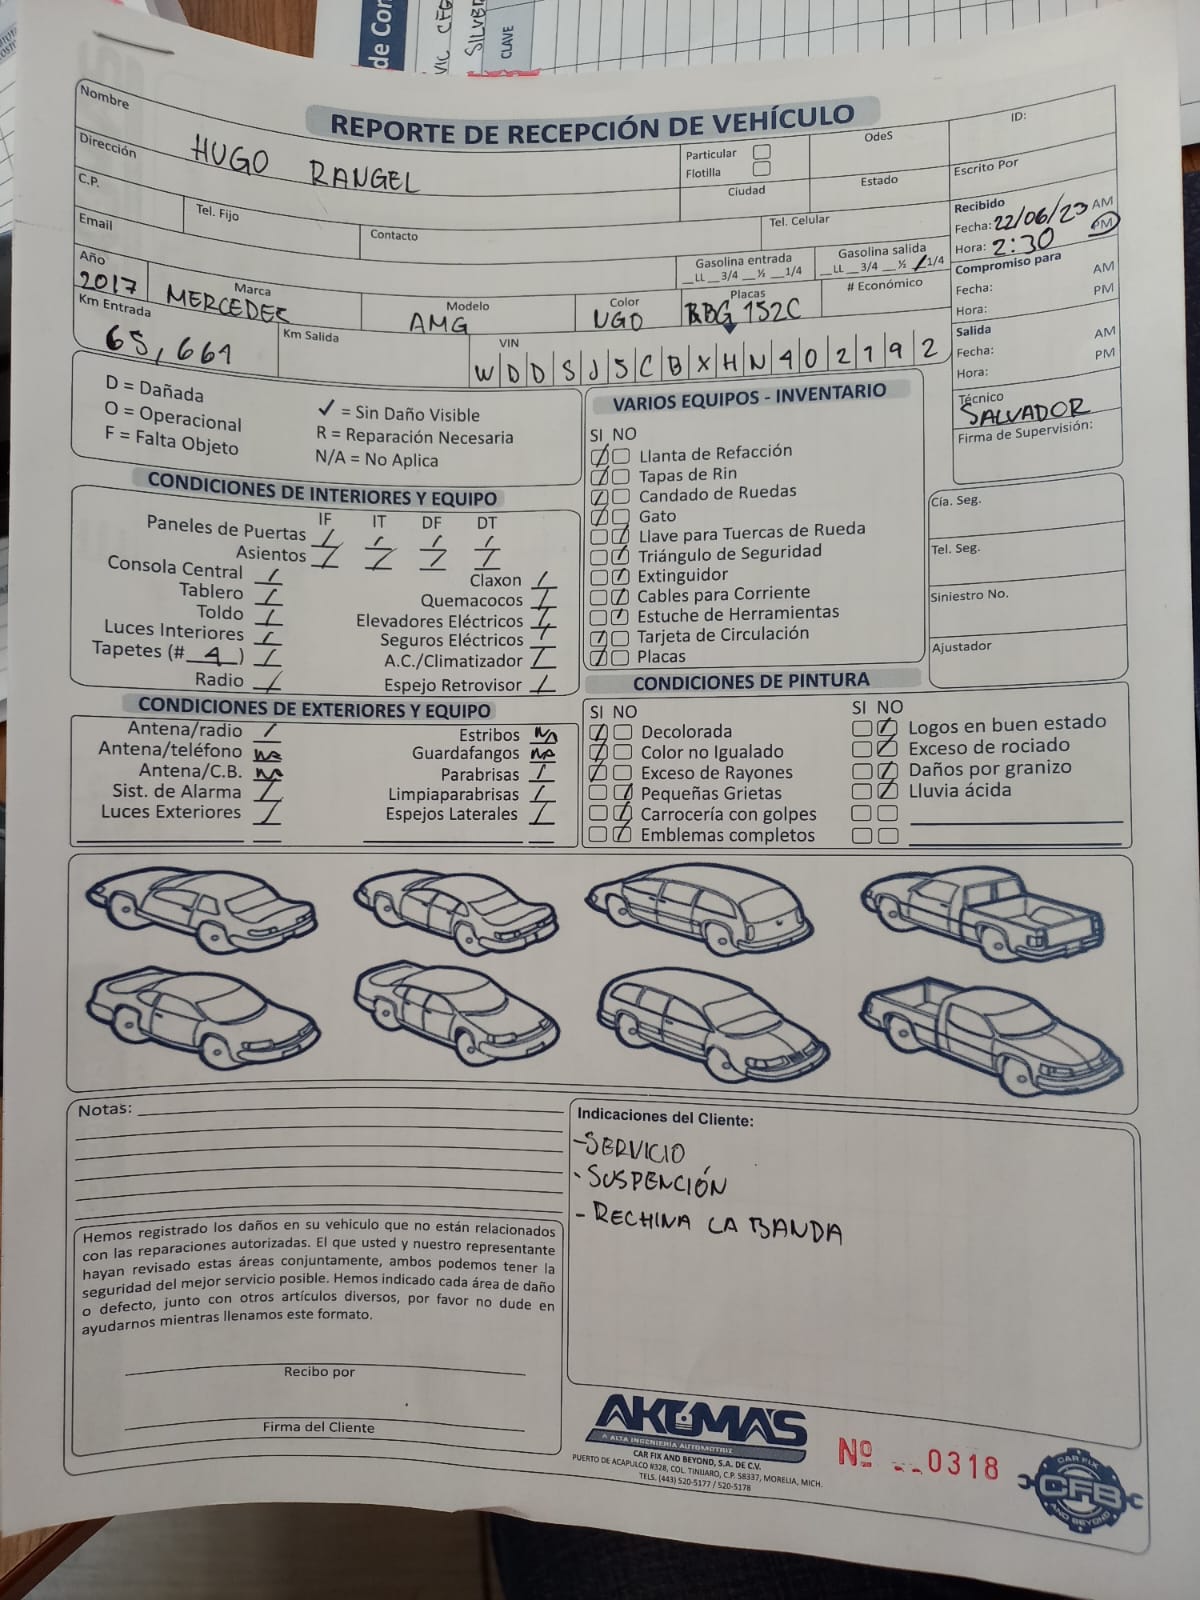 de Con
SILVER
CLAVE
REPORTE DE RECEPCIÓN DE VEHÍCULO
Nombre
HUGO RANGEL
Particular
Flotilla
OdeS
ID:
Dirección
Ciudad
Estado
Escrito Por
C.P.
Tel. Fijo
Contacto
Tel. Celular
Recibido
Fecha: 22/06/23 AM
Hora: 2:30 PM
Email
Gasolina entrada
_LL _3/4 _½ _1/4
Gasolina salida
_LL _3/4 _½ _1/4
Compromiso para
Fecha: AM
Hora: PM
Año
2017
Marca
MERCEDES
Modelo
AMG
Color
NGO
Placas
RBG 152C
# Económico
Km Entrada
65,661
Km Salida
VIN
WDDSJ5CBXHN402192
Salida
Fecha: AM
Hora: PM
Técnico
SALVADOR
Firma de Supervisión:
D = Dañada
O = Operacional
F = Falta Objeto
✓ = Sin Daño Visible
R = Reparación Necesaria
N/A = No Aplica
VARIOS EQUIPOS - INVENTARIO
SI NO
Llanta de Refacción
Tapas de Rin
Candado de Ruedas
Gato
Llave para Tuercas de Rueda
Triángulo de Seguridad
Extinguidor
Cables para Corriente
Estuche de Herramientas
Tarjeta de Circulación
Placas
Cía. Seg.
Tel. Seg.
Siniestro No.
Ajustador
CONDICIONES DE INTERIORES Y EQUIPO
IF IT DF DT
Paneles de Puertas
Asientos
Consola Central
Tablero
Toldo
Luces Interiores
Tapetes (# 4 )
Radio
Claxon
Quemacocos
Elevadores Eléctricos
Seguros Eléctricos
A.C./Climatizador
Espejo Retrovisor
CONDICIONES DE EXTERIORES Y EQUIPO
Antena/radio
Antena/teléfono NA
Antena/C.B. NA
Sist. de Alarma
Luces Exteriores
Estribos NA
Guardafangos NA
Parabrisas
Limpiaparabrisas
Espejos Laterales
CONDICIONES DE PINTURA
SI NO
Decolorada
Color no Igualado
Exceso de Rayones
Pequeñas Grietas
Carrocería con golpes
Emblemas completos
SI NO
Logos en buen estado
Exceso de rociado
Daños por granizo
Lluvia ácida
Notas:
Hemos registrado los daños en su vehiculo que no están relacionados
con las reparaciones autorizadas. El que usted y nuestro representante
hayan revisado estas áreas conjuntamente, ambos podemos tener la
seguridad del mejor servicio posible. Hemos indicado cada área de daño
o defecto, junto con otros artículos diversos, por favor no dude en
ayudarnos mientras llenamos este formato.
Recibo por
Firma del Cliente
Indicaciones del Cliente:
-SERVICIO
-SUSPENCIÓN
-RECHINA LA BANDA
AKUMA'S
A ALTA INGENIERÍA AUTOMOTRIZ
CAR FIX AND BEYOND, S.A. DE C.V.
PUERTO DE ACAPULCO #328, COL. TINIJARO, C.P. 58337, MORELIA, MICH.
TELS. (443) 520-5177 / 520-5178
Nº 0318
CAR FIX
CFB
AND BEYOND